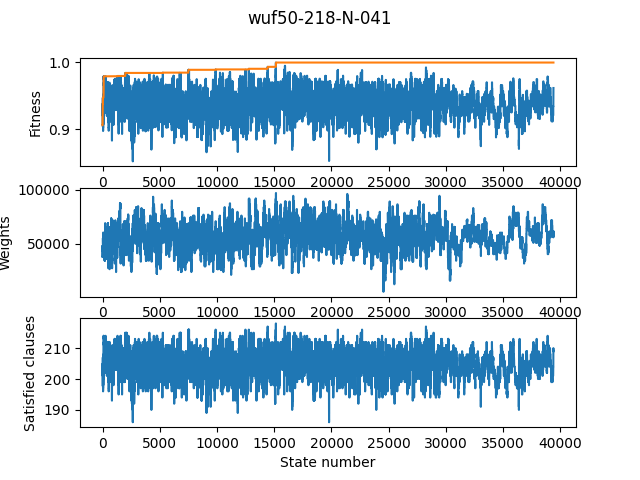 wuf50-218-N-041
1.0
0.9
Fitness
0 5000 10000 15000 20000 25000 30000 35000 40000
100000
50000
Weights
0 5000 10000 15000 20000 25000 30000 35000 40000
210
200
190
Satisfied clauses
0 5000 10000 15000 20000 25000 30000 35000 40000
State number